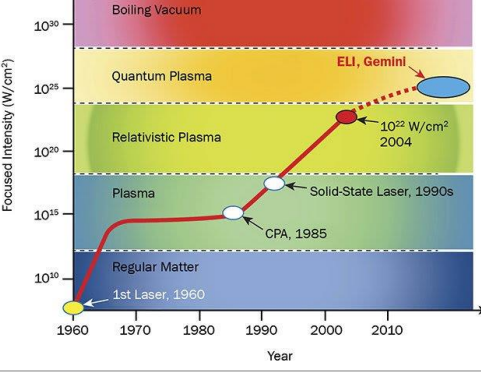 Focused Intensity (W/cm²)
10³⁰
10²⁵
10²⁰
10¹⁵
10¹⁰
Boiling Vacuum
Quantum Plasma
ELI, Gemini
Relativistic Plasma
10²² W/cm²
2004
Plasma
Solid-State Laser, 1990s
CPA, 1985
Regular Matter
1st Laser, 1960
1960
1970
1980
1990
2000
2010
Year